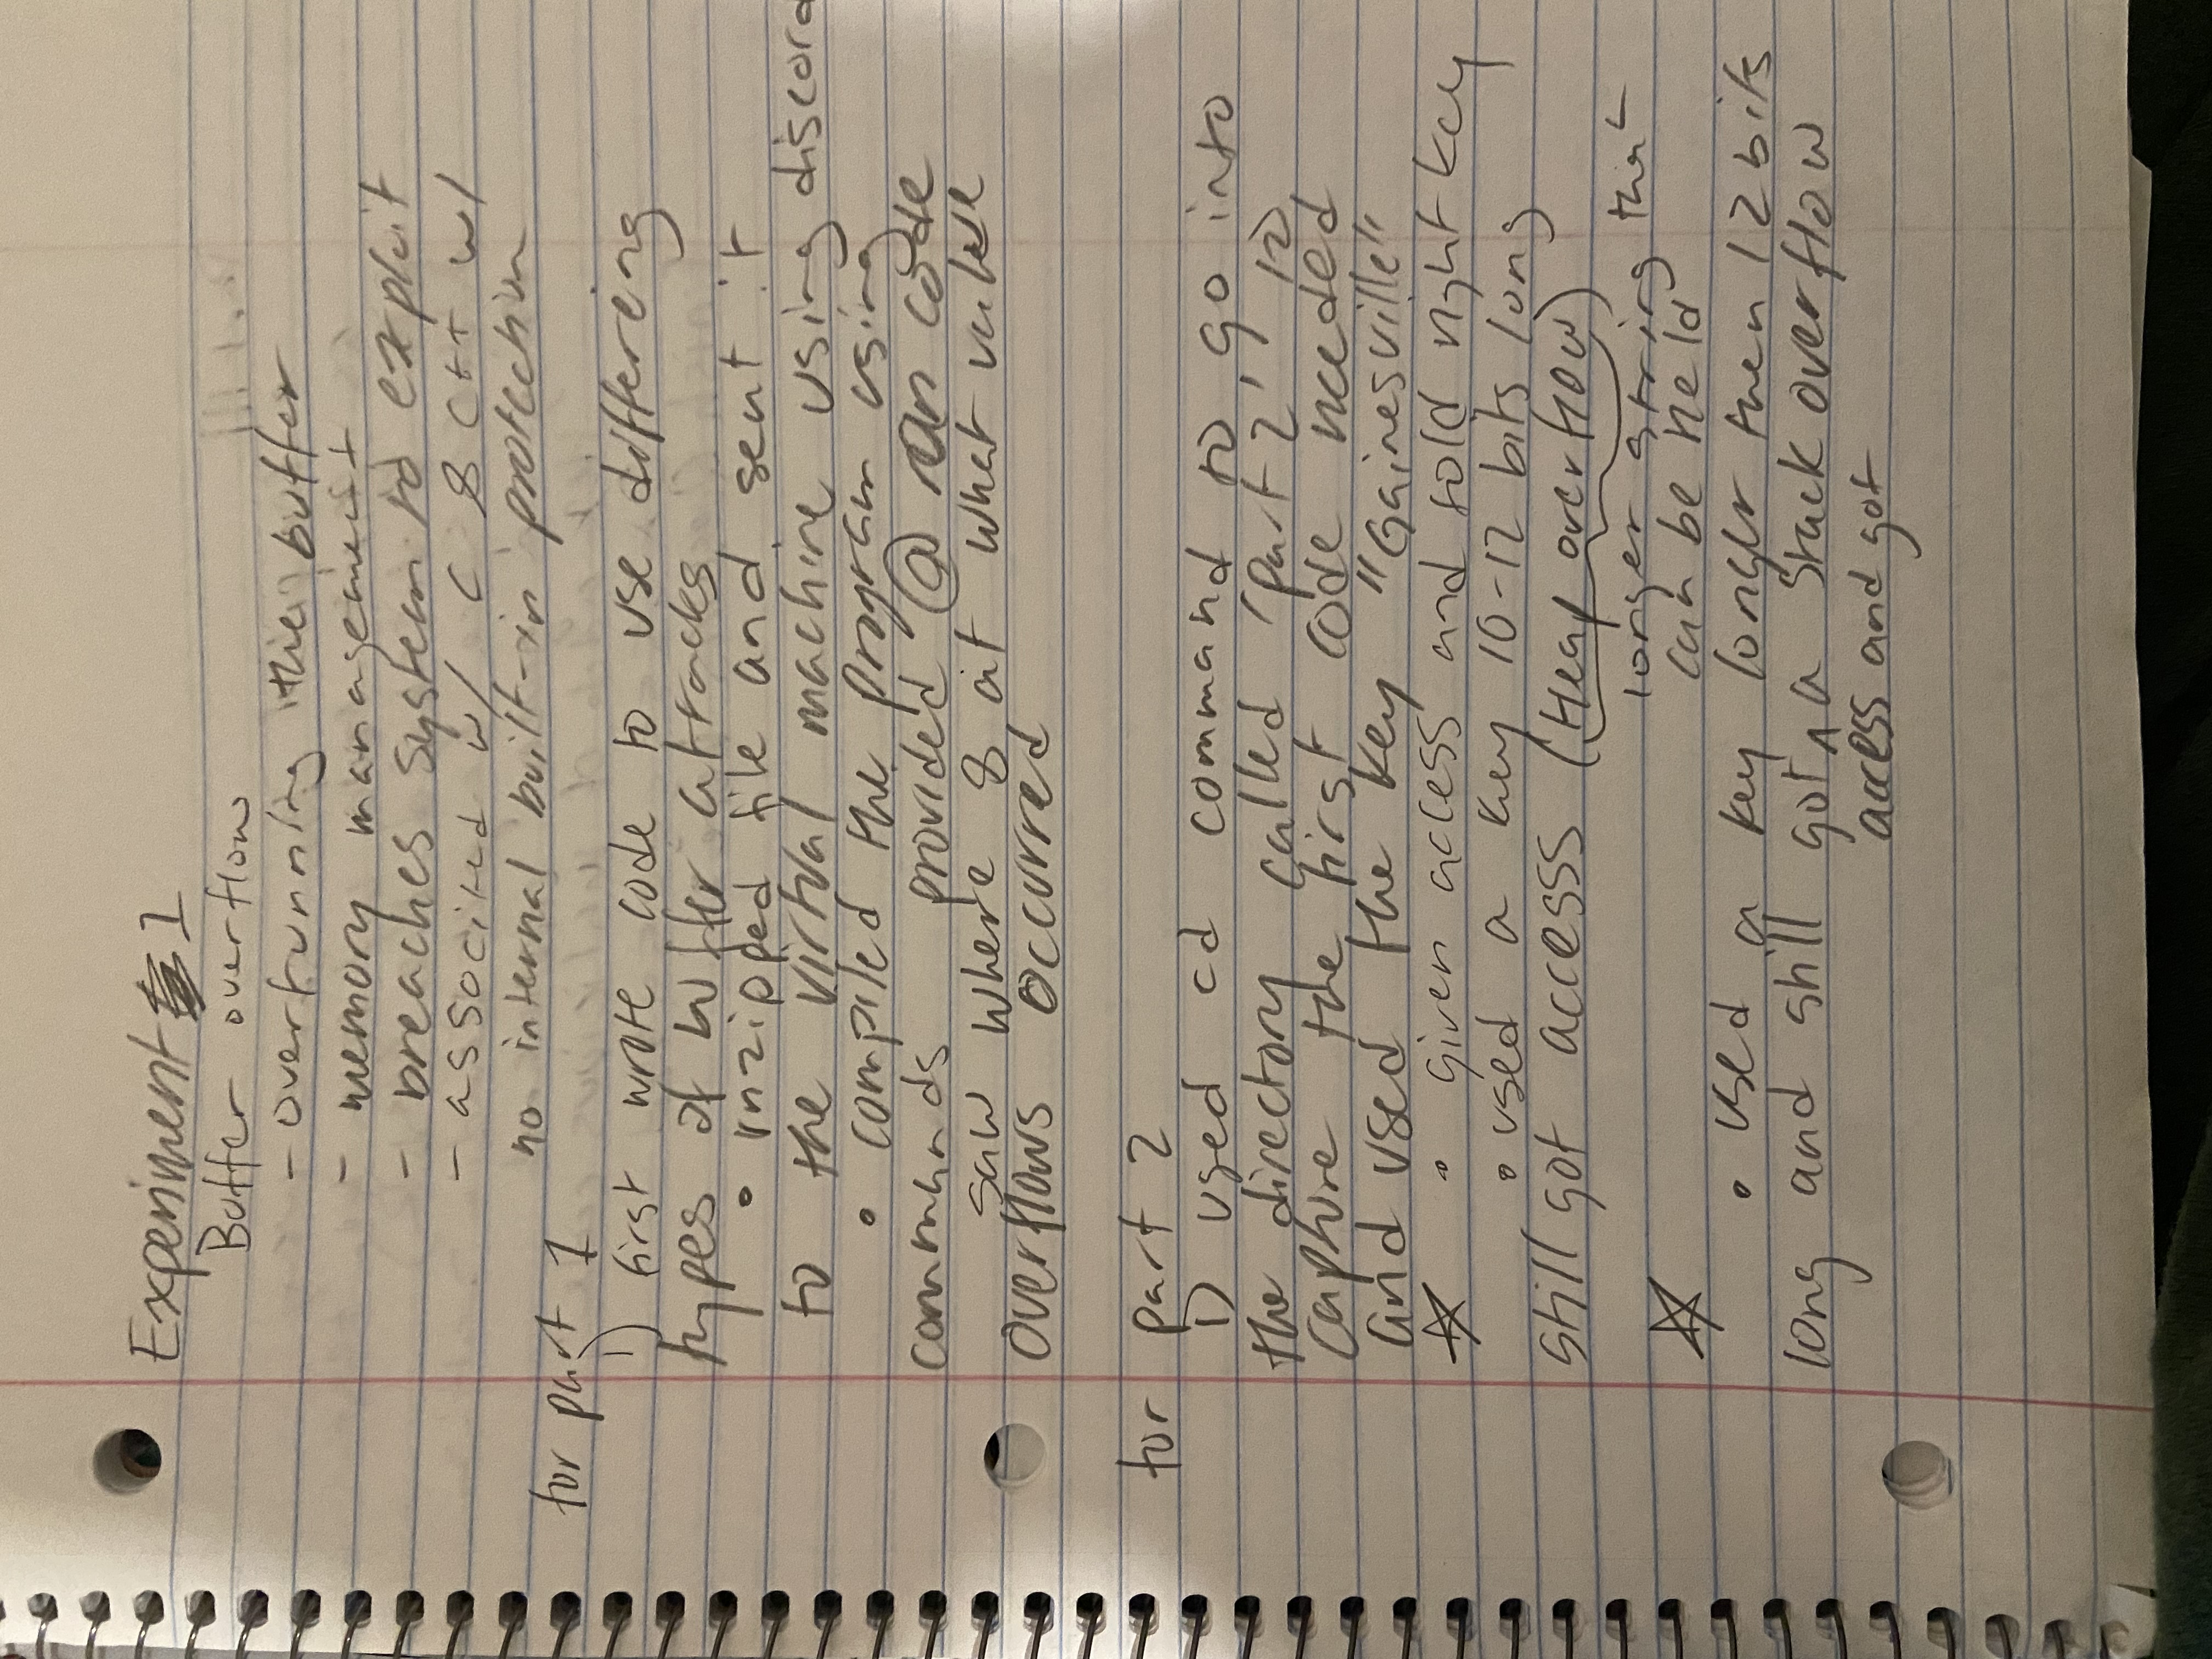 Experiment 1
Buffer overflow
- overrunning the buffer
- memory management
- breaches system to exploit
- associted w/ C & C++ w/
no internal built-in protection
for part 1
1) first wrote code to use differing
types of buffer attacks
• unzipped file and sent it
to the virtual machine using discord
• compiled the program using
commands provided @ ran code
saw where & at what value
overflows occurred
for part 2
1) used cd command to go into
the directory called 'part 2' to
capture the first code needed
and used the key "Gainesville"
☆ • given access and told right key
• used a key 10-12 bits long
still got accesss (Heap overflow)
longer string that
can be held
☆
• used a key longer then 12 bits
long and still got ^ a stack overflow
access and got